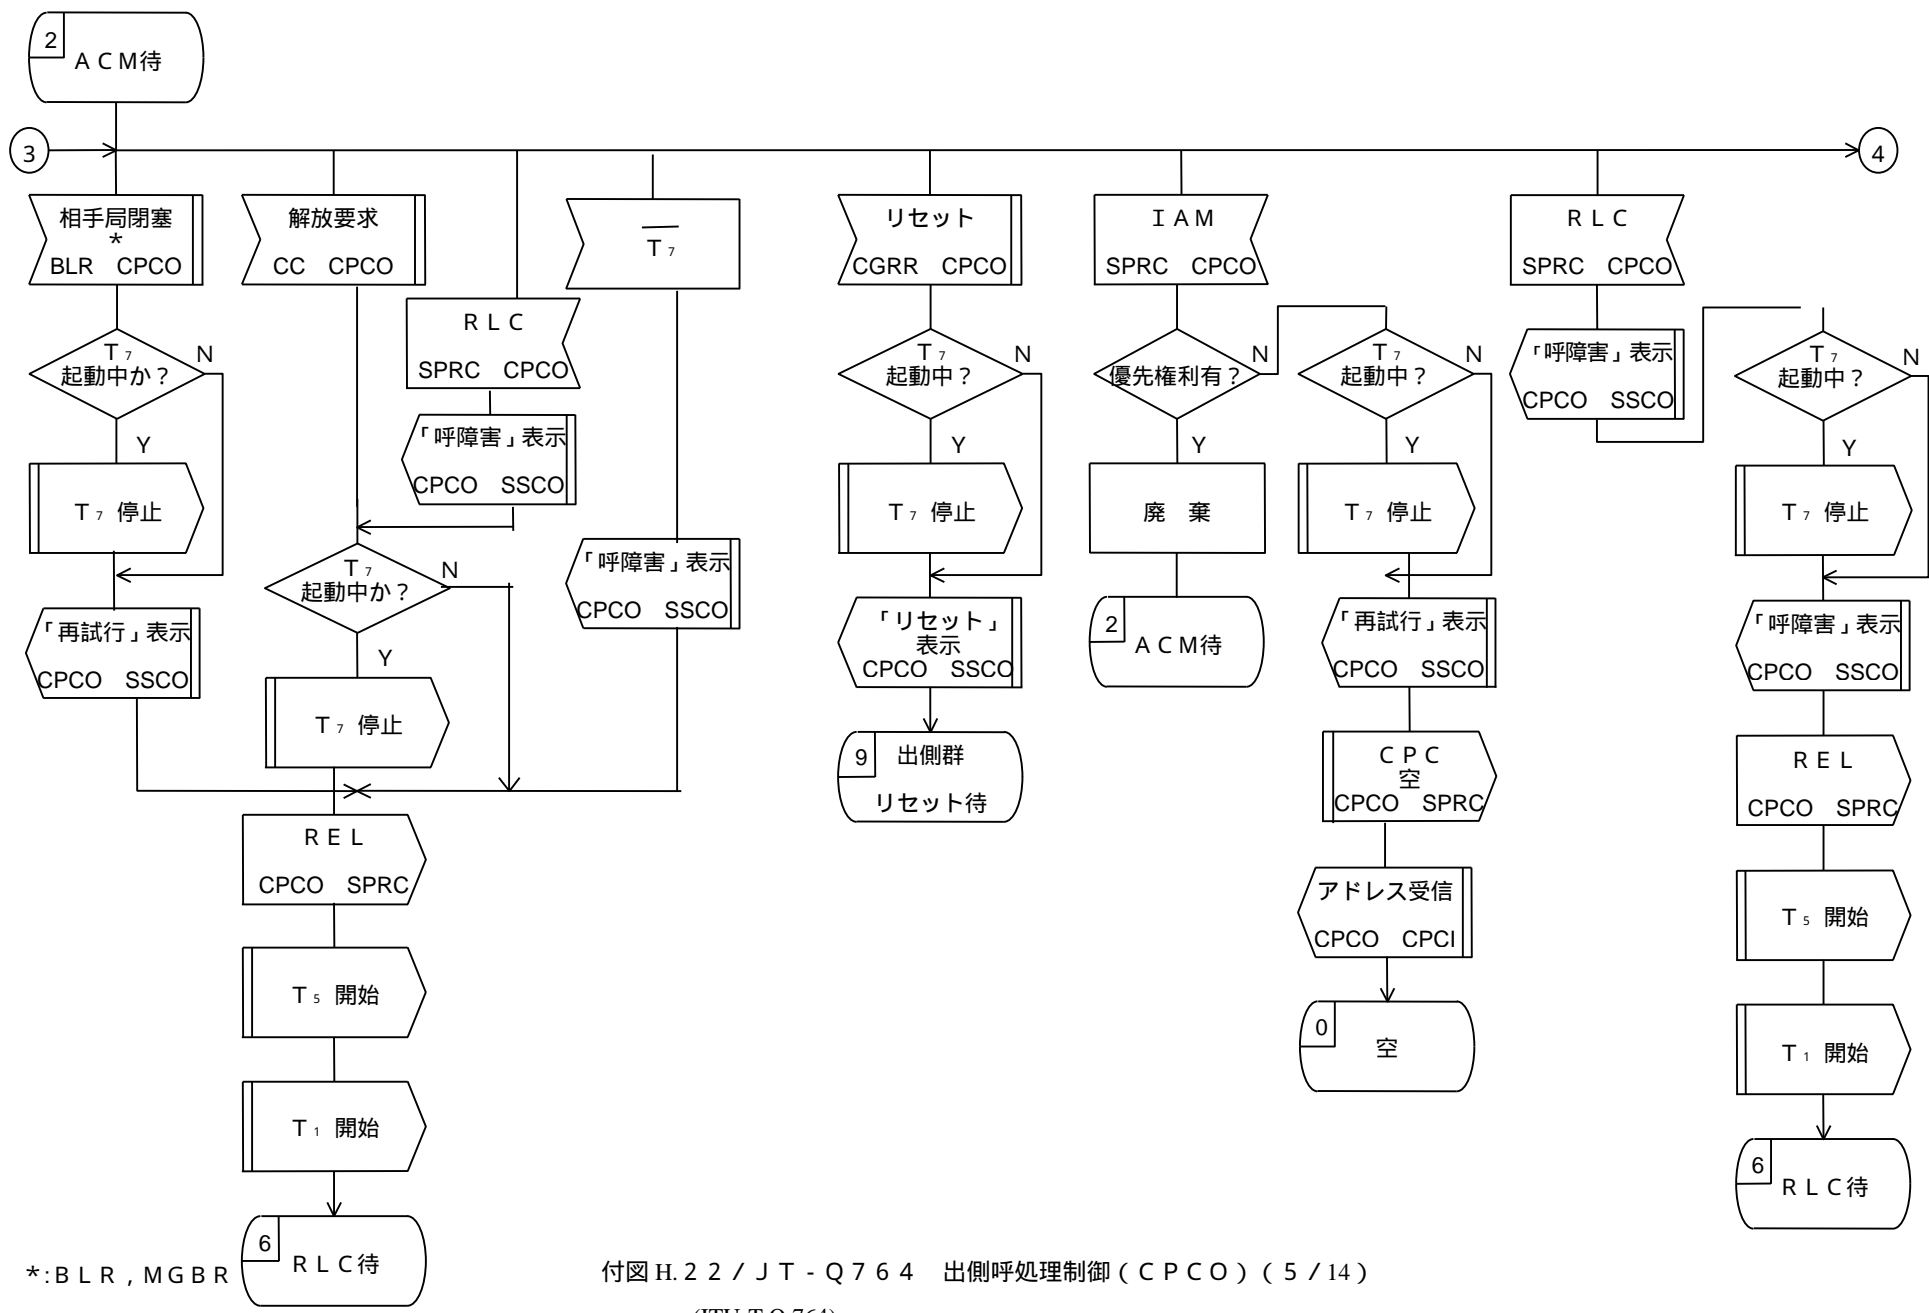 2
ＡＣＭ待
3
4
相手局閉塞
*
BLR CPCO
T₇
起動中か？
N
Y
T₇ 停止
「再試行」表示
CPCO SSCO
解放要求
CC CPCO
ＲＬＣ
SPRC CPCO
「呼障害」表示
CPCO SSCO
T₇
起動中か？
N
Y
T₇ 停止
ＲＥＬ
CPCO SPRC
T₅ 開始
T₁ 開始
6
ＲＬＣ待
T₇
「呼障害」表示
CPCO SSCO
リセット
CGRR CPCO
T₇
起動中？
N
Y
T₇ 停止
「リセット」
表示
CPCO SSCO
9
出側群
リセット待
ＩＡＭ
SPRC CPCO
優先権利有？
N
Y
廃 棄
2
ＡＣＭ待
T₇
起動中？
N
Y
T₇ 停止
「再試行」表示
CPCO SSCO
ＣＰＣ
空
CPCO SPRC
アドレス受信
CPCO CPCI
0
空
ＲＬＣ
SPRC CPCO
「呼障害」表示
CPCO SSCO
T₇
起動中？
N
Y
T₇ 停止
「呼障害」表示
CPCO SSCO
ＲＥＬ
CPCO SPRC
T₅ 開始
T₁ 開始
6
ＲＬＣ待
*:ＢＬＲ，ＭＧＢＲ
付図 H.２２／ＪＴ－Ｑ７６４ 出側呼処理制御（ＣＰＣＯ）（５／14）
(ITU-T Q.764)